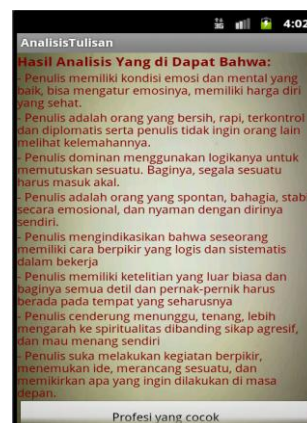 4:02
AnalisisTulisan
Hasil Analisis Yang di Dapat Bahwa:
- Penulis memiliki kondisi emosi dan mental yang
baik, bisa mengatur emosinya, memiliki harga diri
yang sehat.
- Penulis adalah orang yang bersih, rapi, terkontrol
dan diplomatis serta penulis tidak ingin orang lain
melihat kelemahannya.
- Penulis dominan menggunakan logikanya untuk
memutuskan sesuatu. Baginya, segala sesuatu
harus masuk akal.
- Penulis adalah orang yang spontan, bahagia, stabi
secara emosional, dan nyaman dengan dirinya
sendiri.
- Penulis mengindikasikan bahwa seseorang
memiliki cara berpikir yang logis dan sistematis
dalam bekerja
- Penulis memiliki ketelitian yang luar biasa dan
baginya semua detil dan pernak-pernik harus
berada pada tempat yang seharusnya
- Penulis cenderung menunggu, tenang, lebih
mengarah ke spiritualitas dibanding sikap agresif,
dan mau menang sendiri
- Penulis suka melakukan kegiatan berpikir,
menemukan ide, merancang sesuatu, dan
memikirkan apa yang ingin dilakukan di masa
depan.
Profesi yang cocok